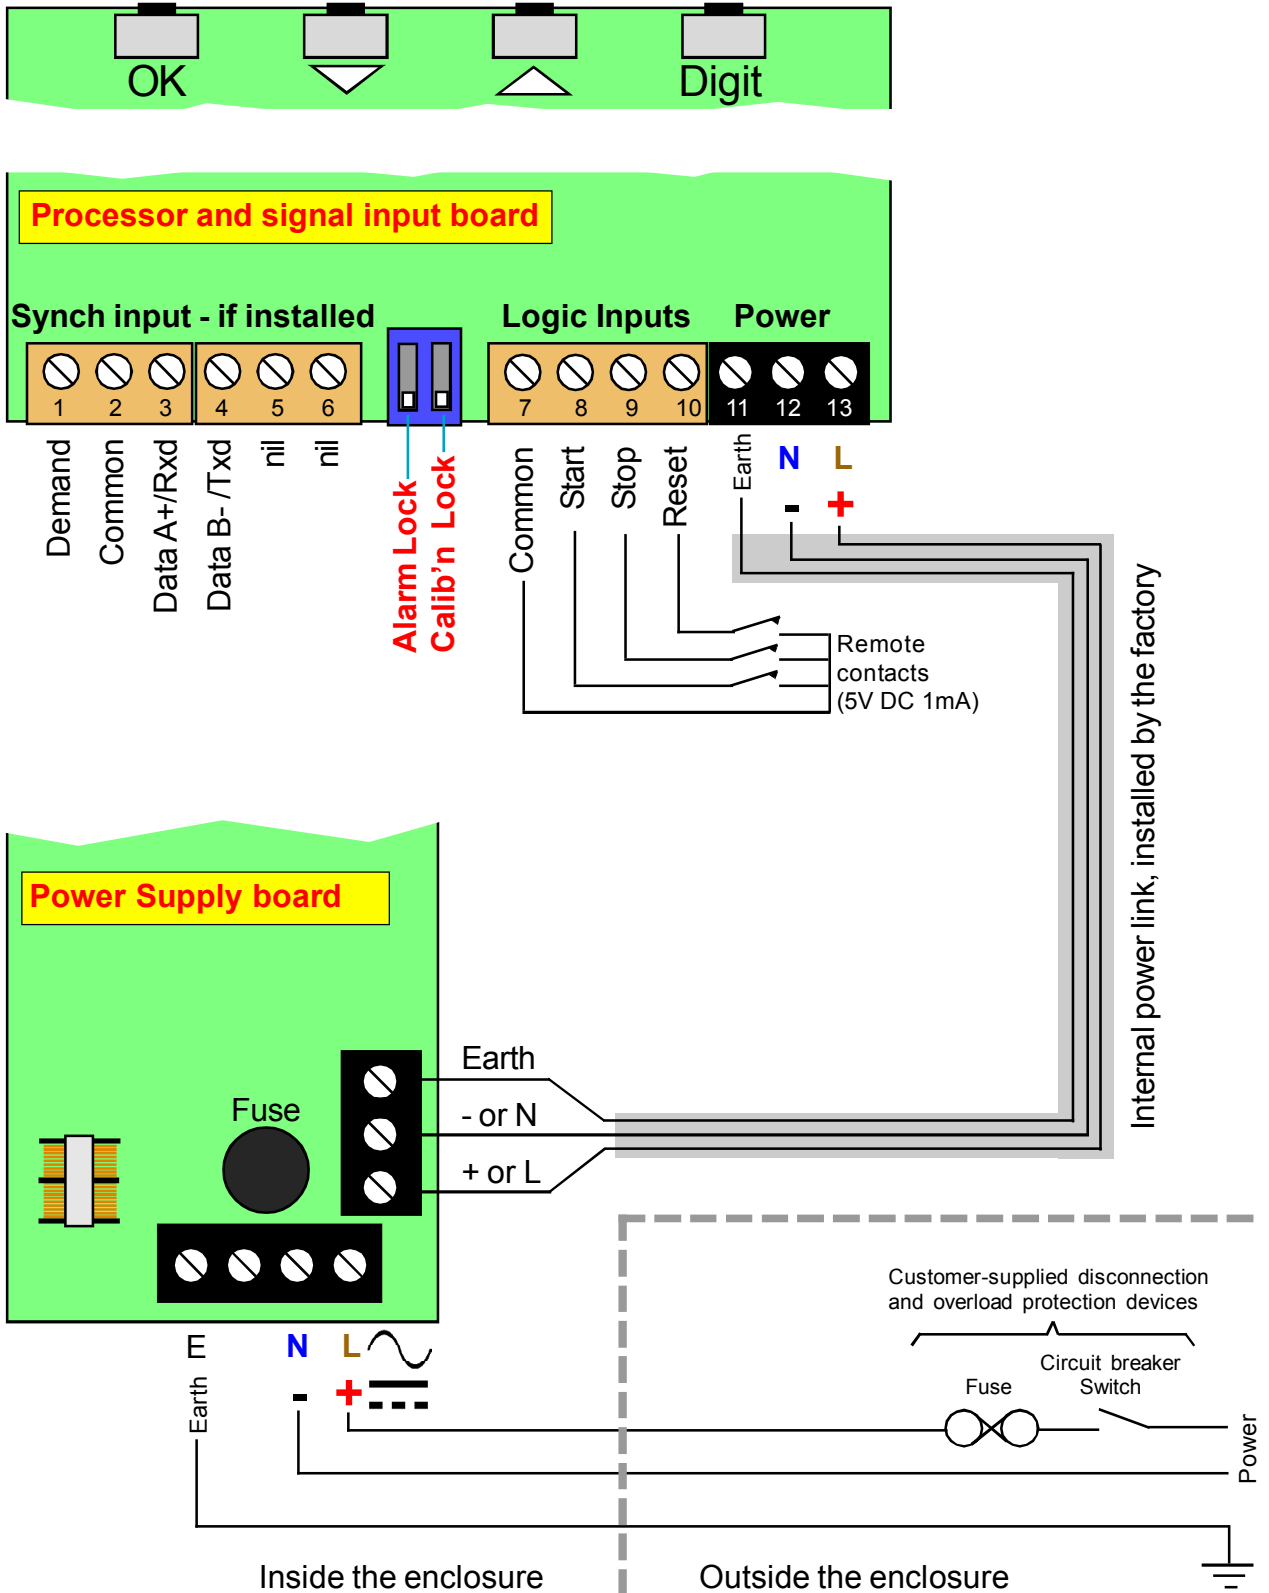 OK
Digit
Processor and signal input board
Synch input - if installed
Logic Inputs
Power
1 2 3 4 5 6
7 8 9 10 11 12 13
Demand
Common
Data A+/Rxd
Data B- /Txd
nil
nil
Alarm Lock
Calib'n Lock
Common
Start
Stop
Reset
Earth
N
L
-
+
Remote
contacts
(5V DC 1mA)
Internal power link, installed by the factory
Power Supply board
Fuse
Earth
- or N
+ or L
E
N
L
Earth
-
+
Customer-supplied disconnection
and overload protection devices
Circuit breaker
Fuse
Switch
Power
Inside the enclosure
Outside the enclosure